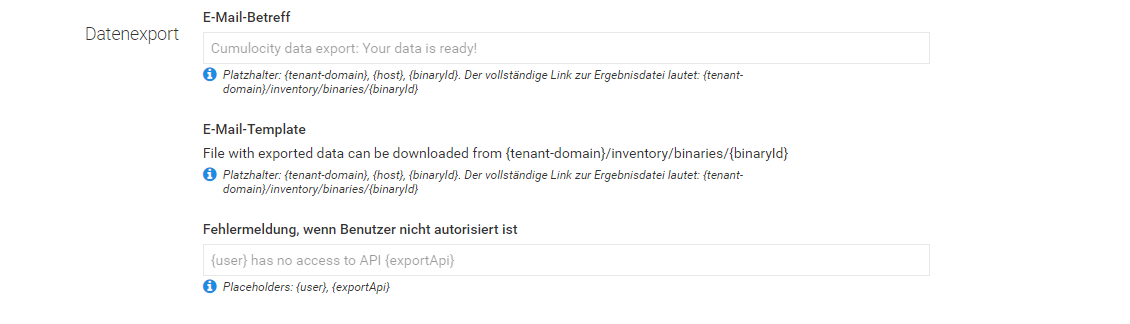 Datenexport
E-Mail-Betreff
Cumulocity data export: Your data is ready!
Platzhalter: {tenant-domain}, {host}, {binaryId}. Der vollständige Link zur Ergebnisdatei lautet: {tenant-
domain}/inventory/binaries/{binaryId}
E-Mail-Template
File with exported data can be downloaded from {tenant-domain}/inventory/binaries/{binaryId}
Platzhalter: {tenant-domain}, {host}, {binaryId}. Der vollständige Link zur Ergebnisdatei lautet: {tenant-
domain}/inventory/binaries/{binaryId}
Fehlermeldung, wenn Benutzer nicht autorisiert ist
{user} has no access to API {exportApi}
Placeholders: {user}, {exportApi}